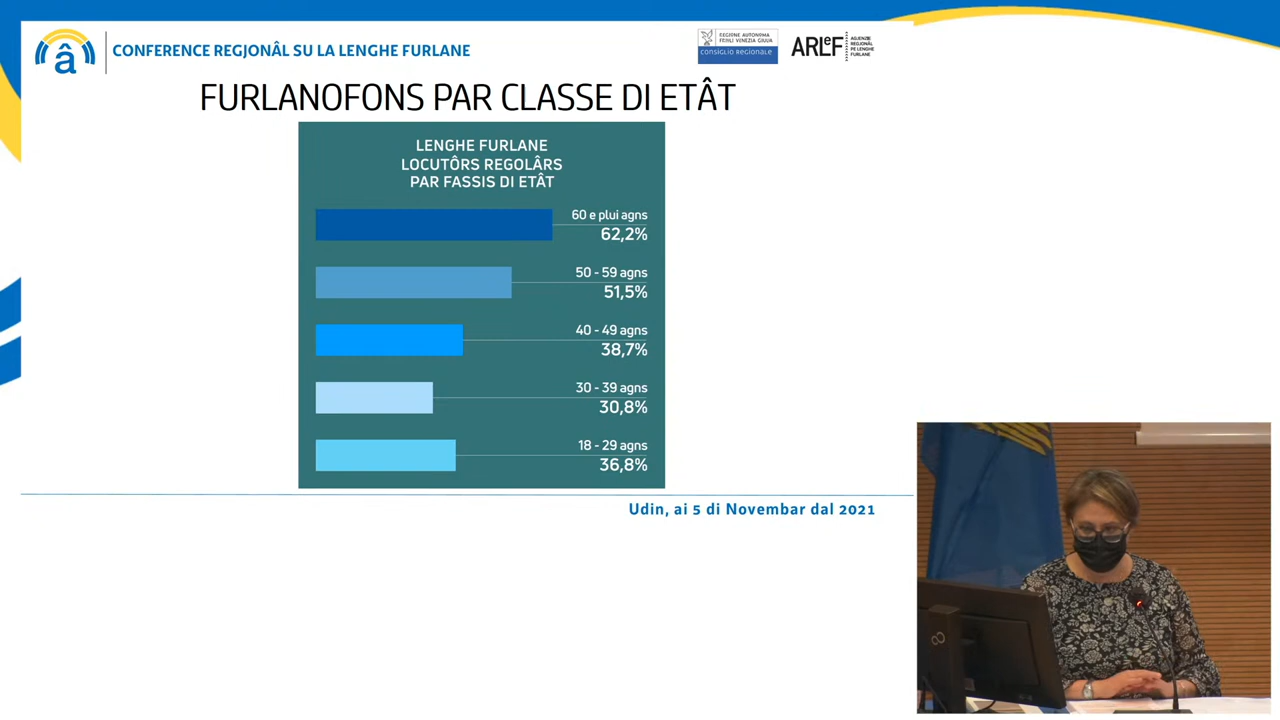 â
CONFERENCE REGJONÂL SU LA LENGHE FURLANE
REGIONE AUTONOMA
FRIULI VENEZIA GIULIA
CONSIGLIO REGIONALE
ARLeF
AGJENZIE
REGJONÂL
PE LENGHE
FURLANE
FURLANOFONS PAR CLASSE DI ETÂT
LENGHE FURLANE
LOCUTÔRS REGOLÂRS
PAR FASSIS DI ETÂT
60 e plui agns
62,2%
50 - 59 agns
51,5%
40 - 49 agns
38,7%
30 - 39 agns
30,8%
18 - 29 agns
36,8%
Udin, ai 5 di Novembar dal 2021